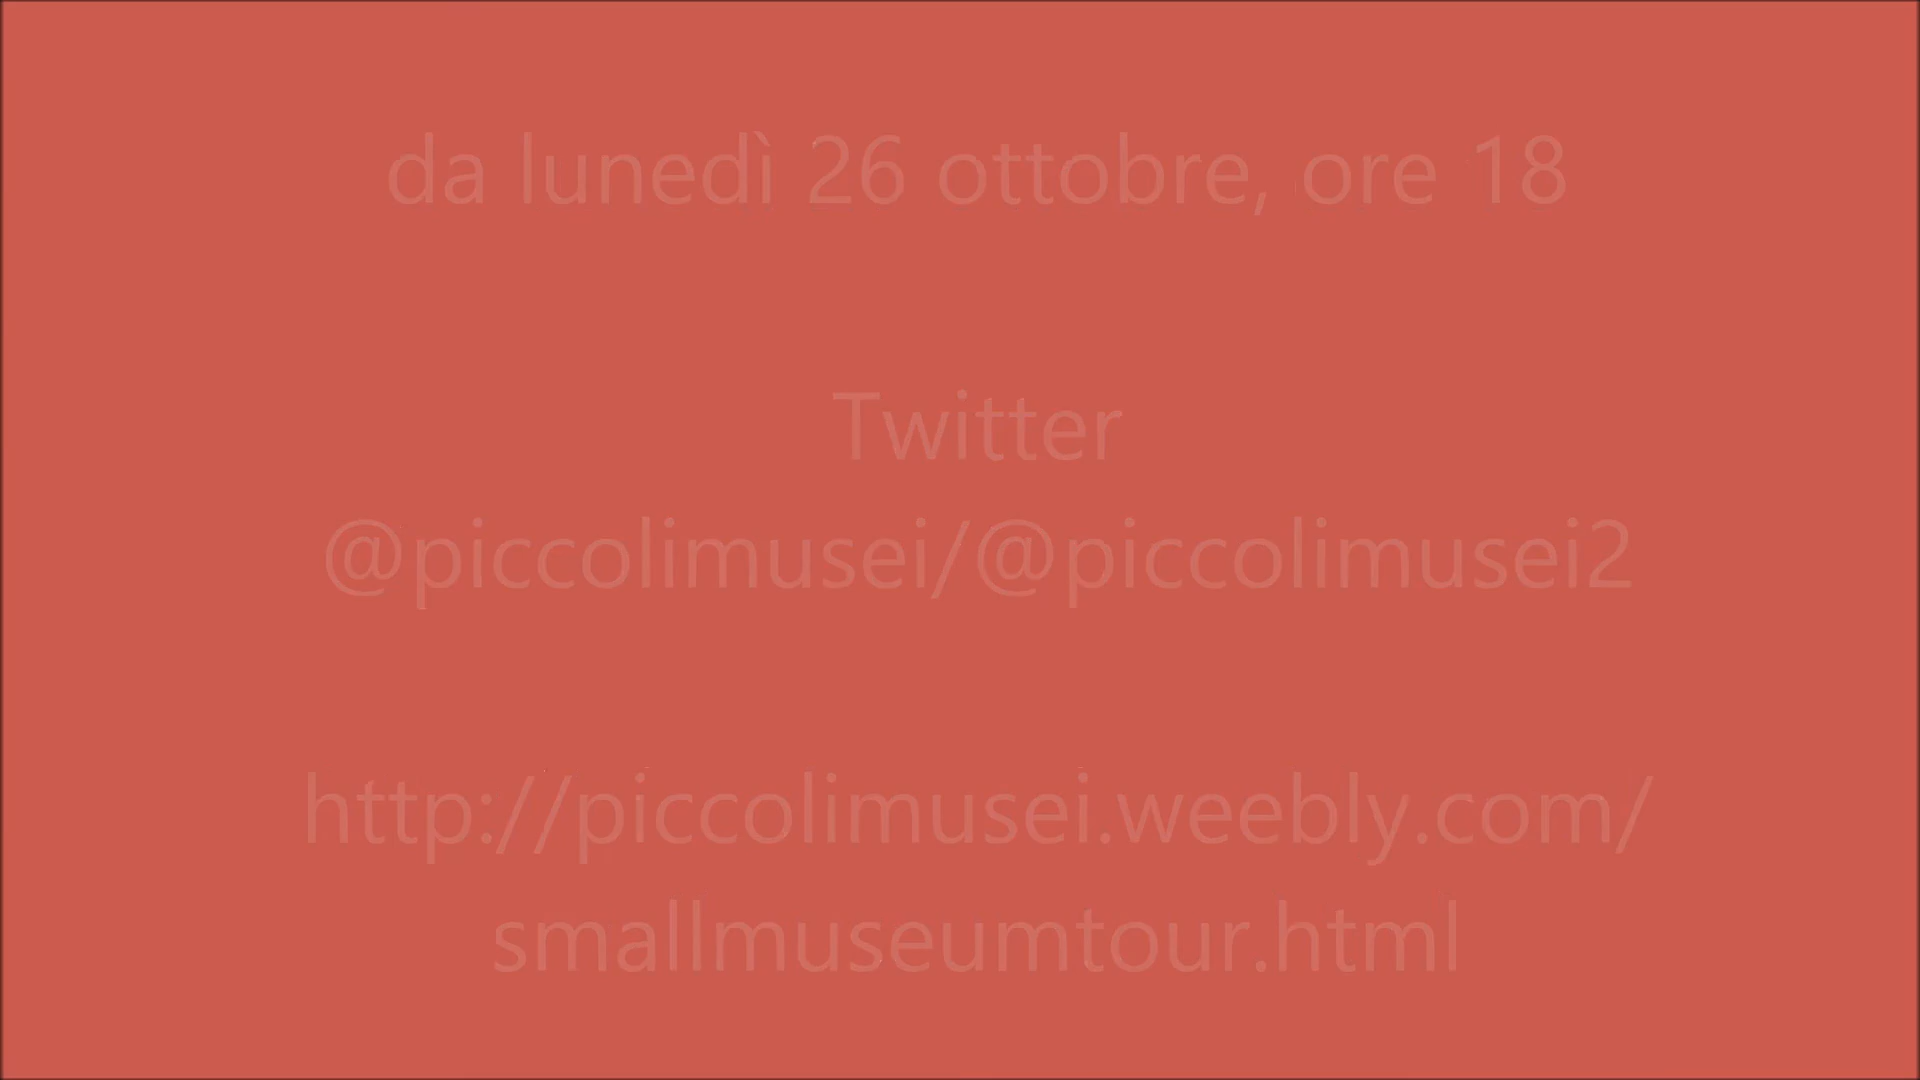 da lunedì 26 ottobre, ore 18
Twitter
@piccolimusei/@piccolimusei2
http://piccolimusei.weebly.com/
smallmuseumtour.html